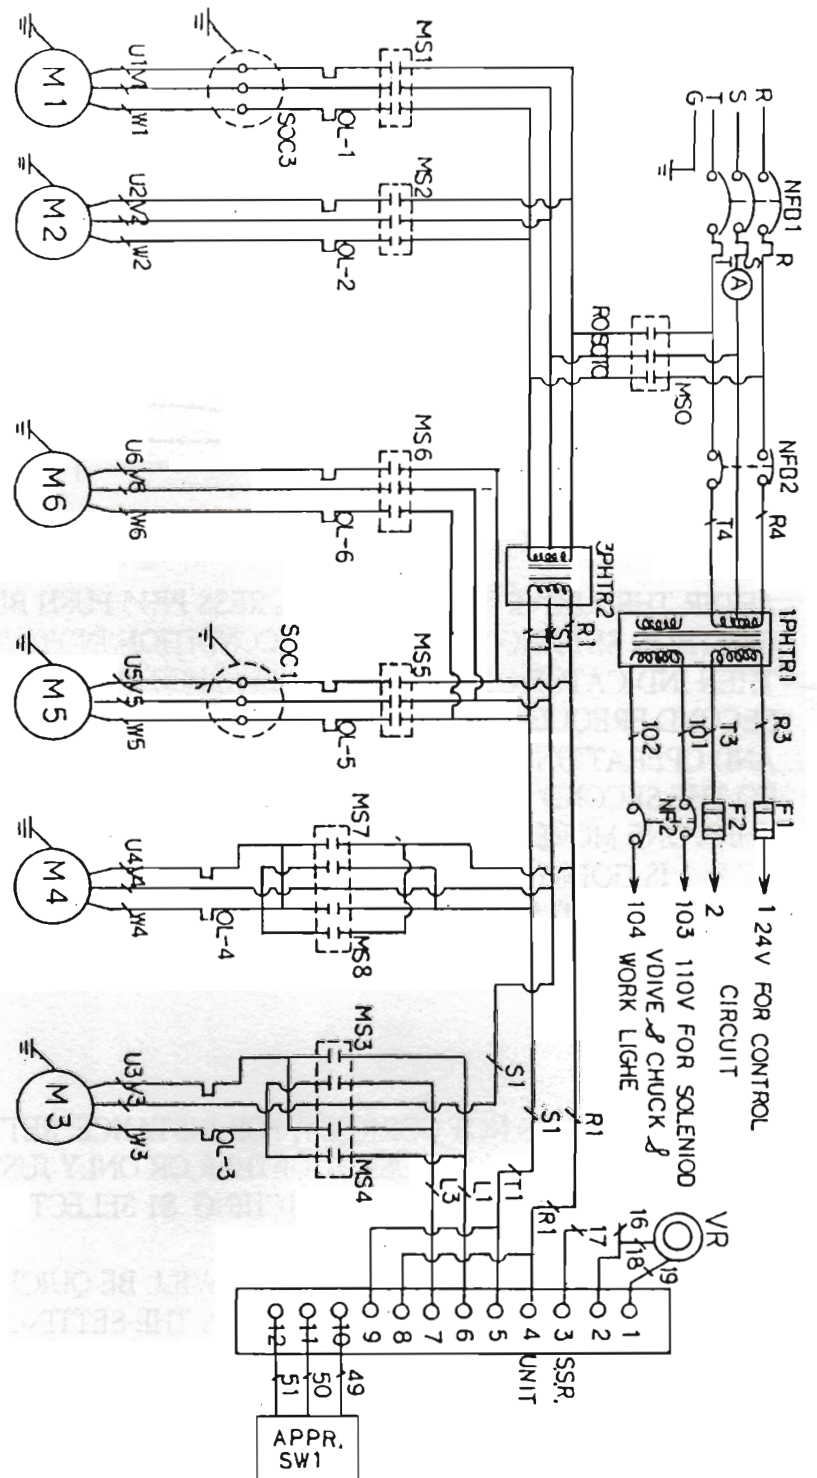 R
S
T
G
NFB1
R
S
T
A
MS0
NFB2
R4
T4
1PHTR1
R3
T3
101
102
F1
F2
NF2
1 24V FOR CONTROL
2 CIRCUIT
103 110V FOR SOLENIOD
VDIVE & CHUCK &
104 WORK LIGHE
MS1
OL-1
SOC3
U1
W1
M1
MS2
OL-2
U2
V2
W2
M2
3PHTR2
R1
S1
MS6
OL-6
U6
W6
M6
MS5
OL-5
SOC1
U5
V5
W5
M5
MS7
MS8
OL-4
U4
V4
W4
M4
MS3
MS4
OL-3
U3
V3
W3
M3
S1
S1
R1
T1
R1
L1
L3
VR
16
17
18
19
1
2
3
4
5
6
7
8
9
10
11
12
S.S.R.
UNIT
49
50
51
APPR.
SW1